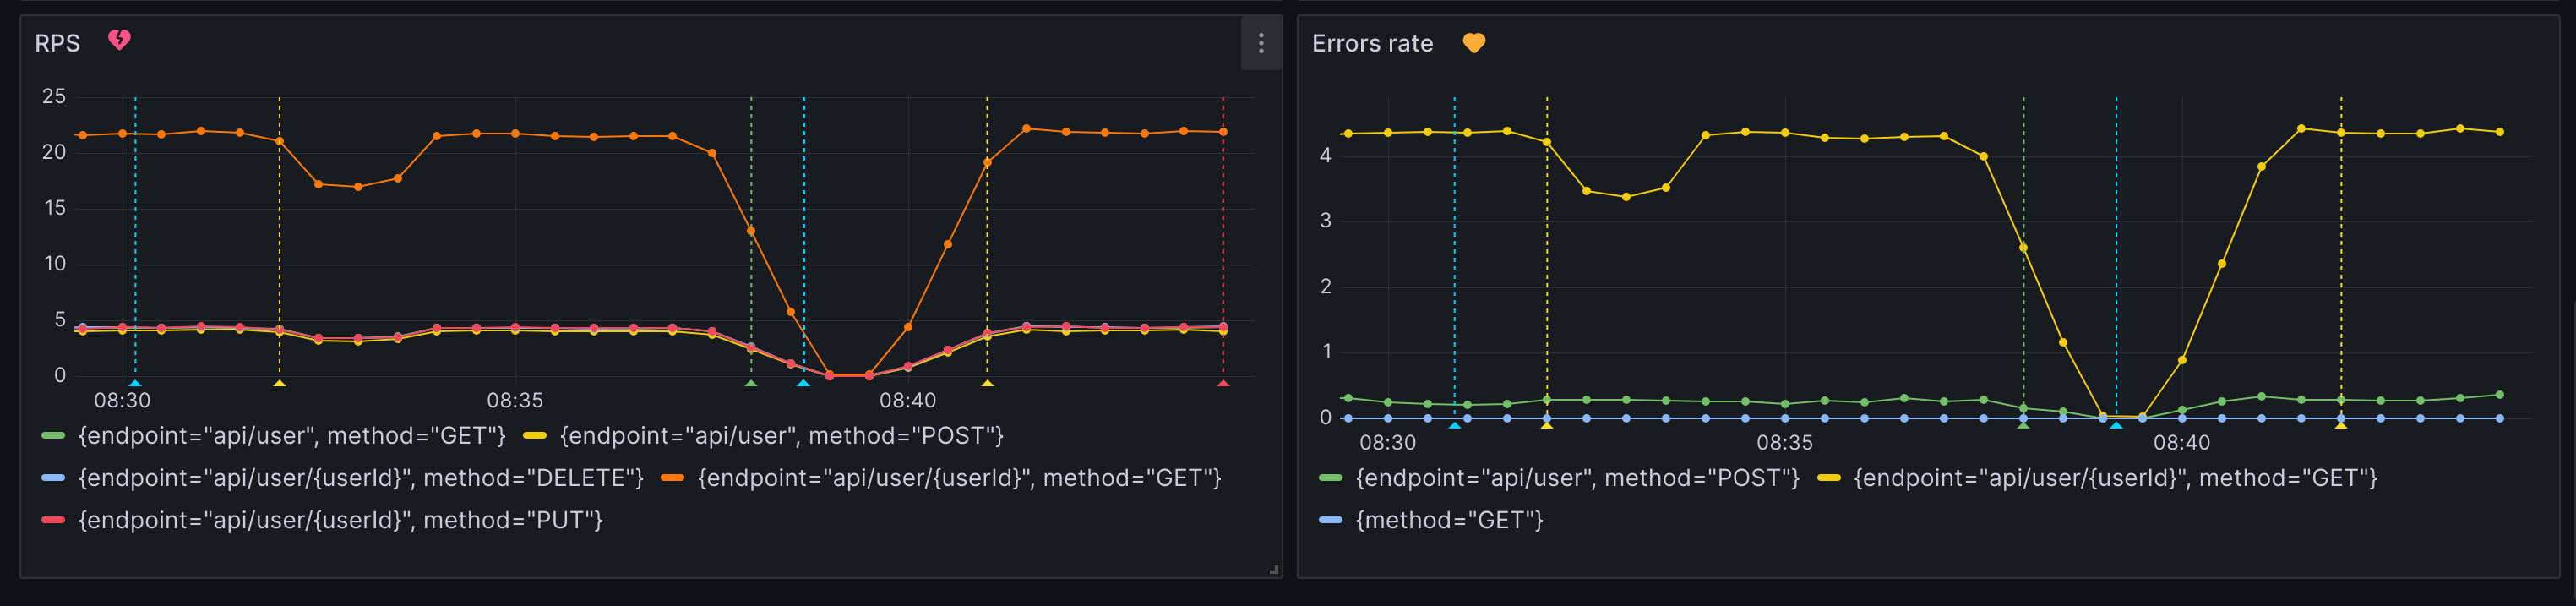 RPS
25
20
15
10
5
0
08:30 08:35 08:40
{endpoint="api/user", method="GET"} {endpoint="api/user", method="POST"}
{endpoint="api/user/{userId}", method="DELETE"} {endpoint="api/user/{userId}", method="GET"}
{endpoint="api/user/{userId}", method="PUT"}
Errors rate
4
3
2
1
0
08:30 08:35 08:40
{endpoint="api/user", method="POST"} {endpoint="api/user/{userId}", method="GET"}
{method="GET"}